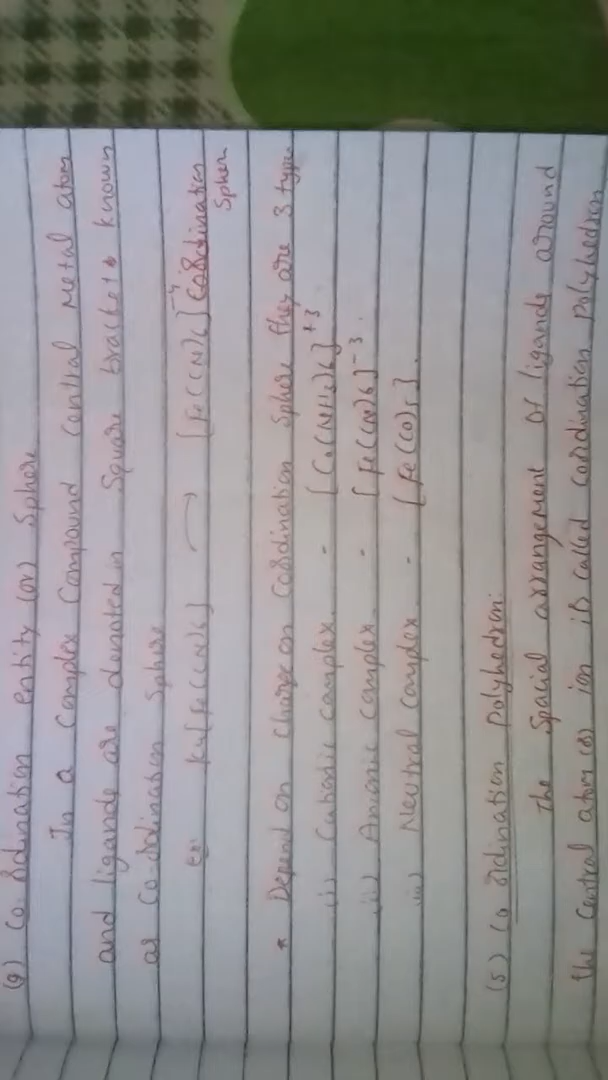 (4) Co-ordination entity (or) Sphere
In a Complex Compound Central Metal atom
and ligands are denoted in Square brackets known
as Co-ordination Sphere
Ex: K4[Fe(CN)6] → [Fe(CN)6]-4 Coordination
Sphere
* Depend on Charge on Coordination Sphere they are 3 type
(i) Cationic complex - [Co(NH3)6]+3
(ii) Anionic complex - [Fe(CN)6]-3.
(iii) Neutral complex - [Fe(CO)5].
(5) Co ordination polyhedron:
The Spacial arrangement of ligands around
the Central atom (or) ion is called Coordination polyhedron